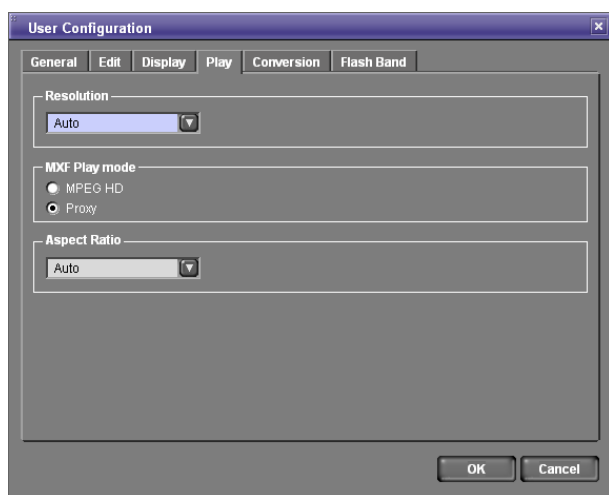 User Configuration
General Edit Display Play Conversion Flash Band
Resolution
Auto
MXF Play mode
MPEG HD
Proxy
Aspect Ratio
Auto
OK Cancel